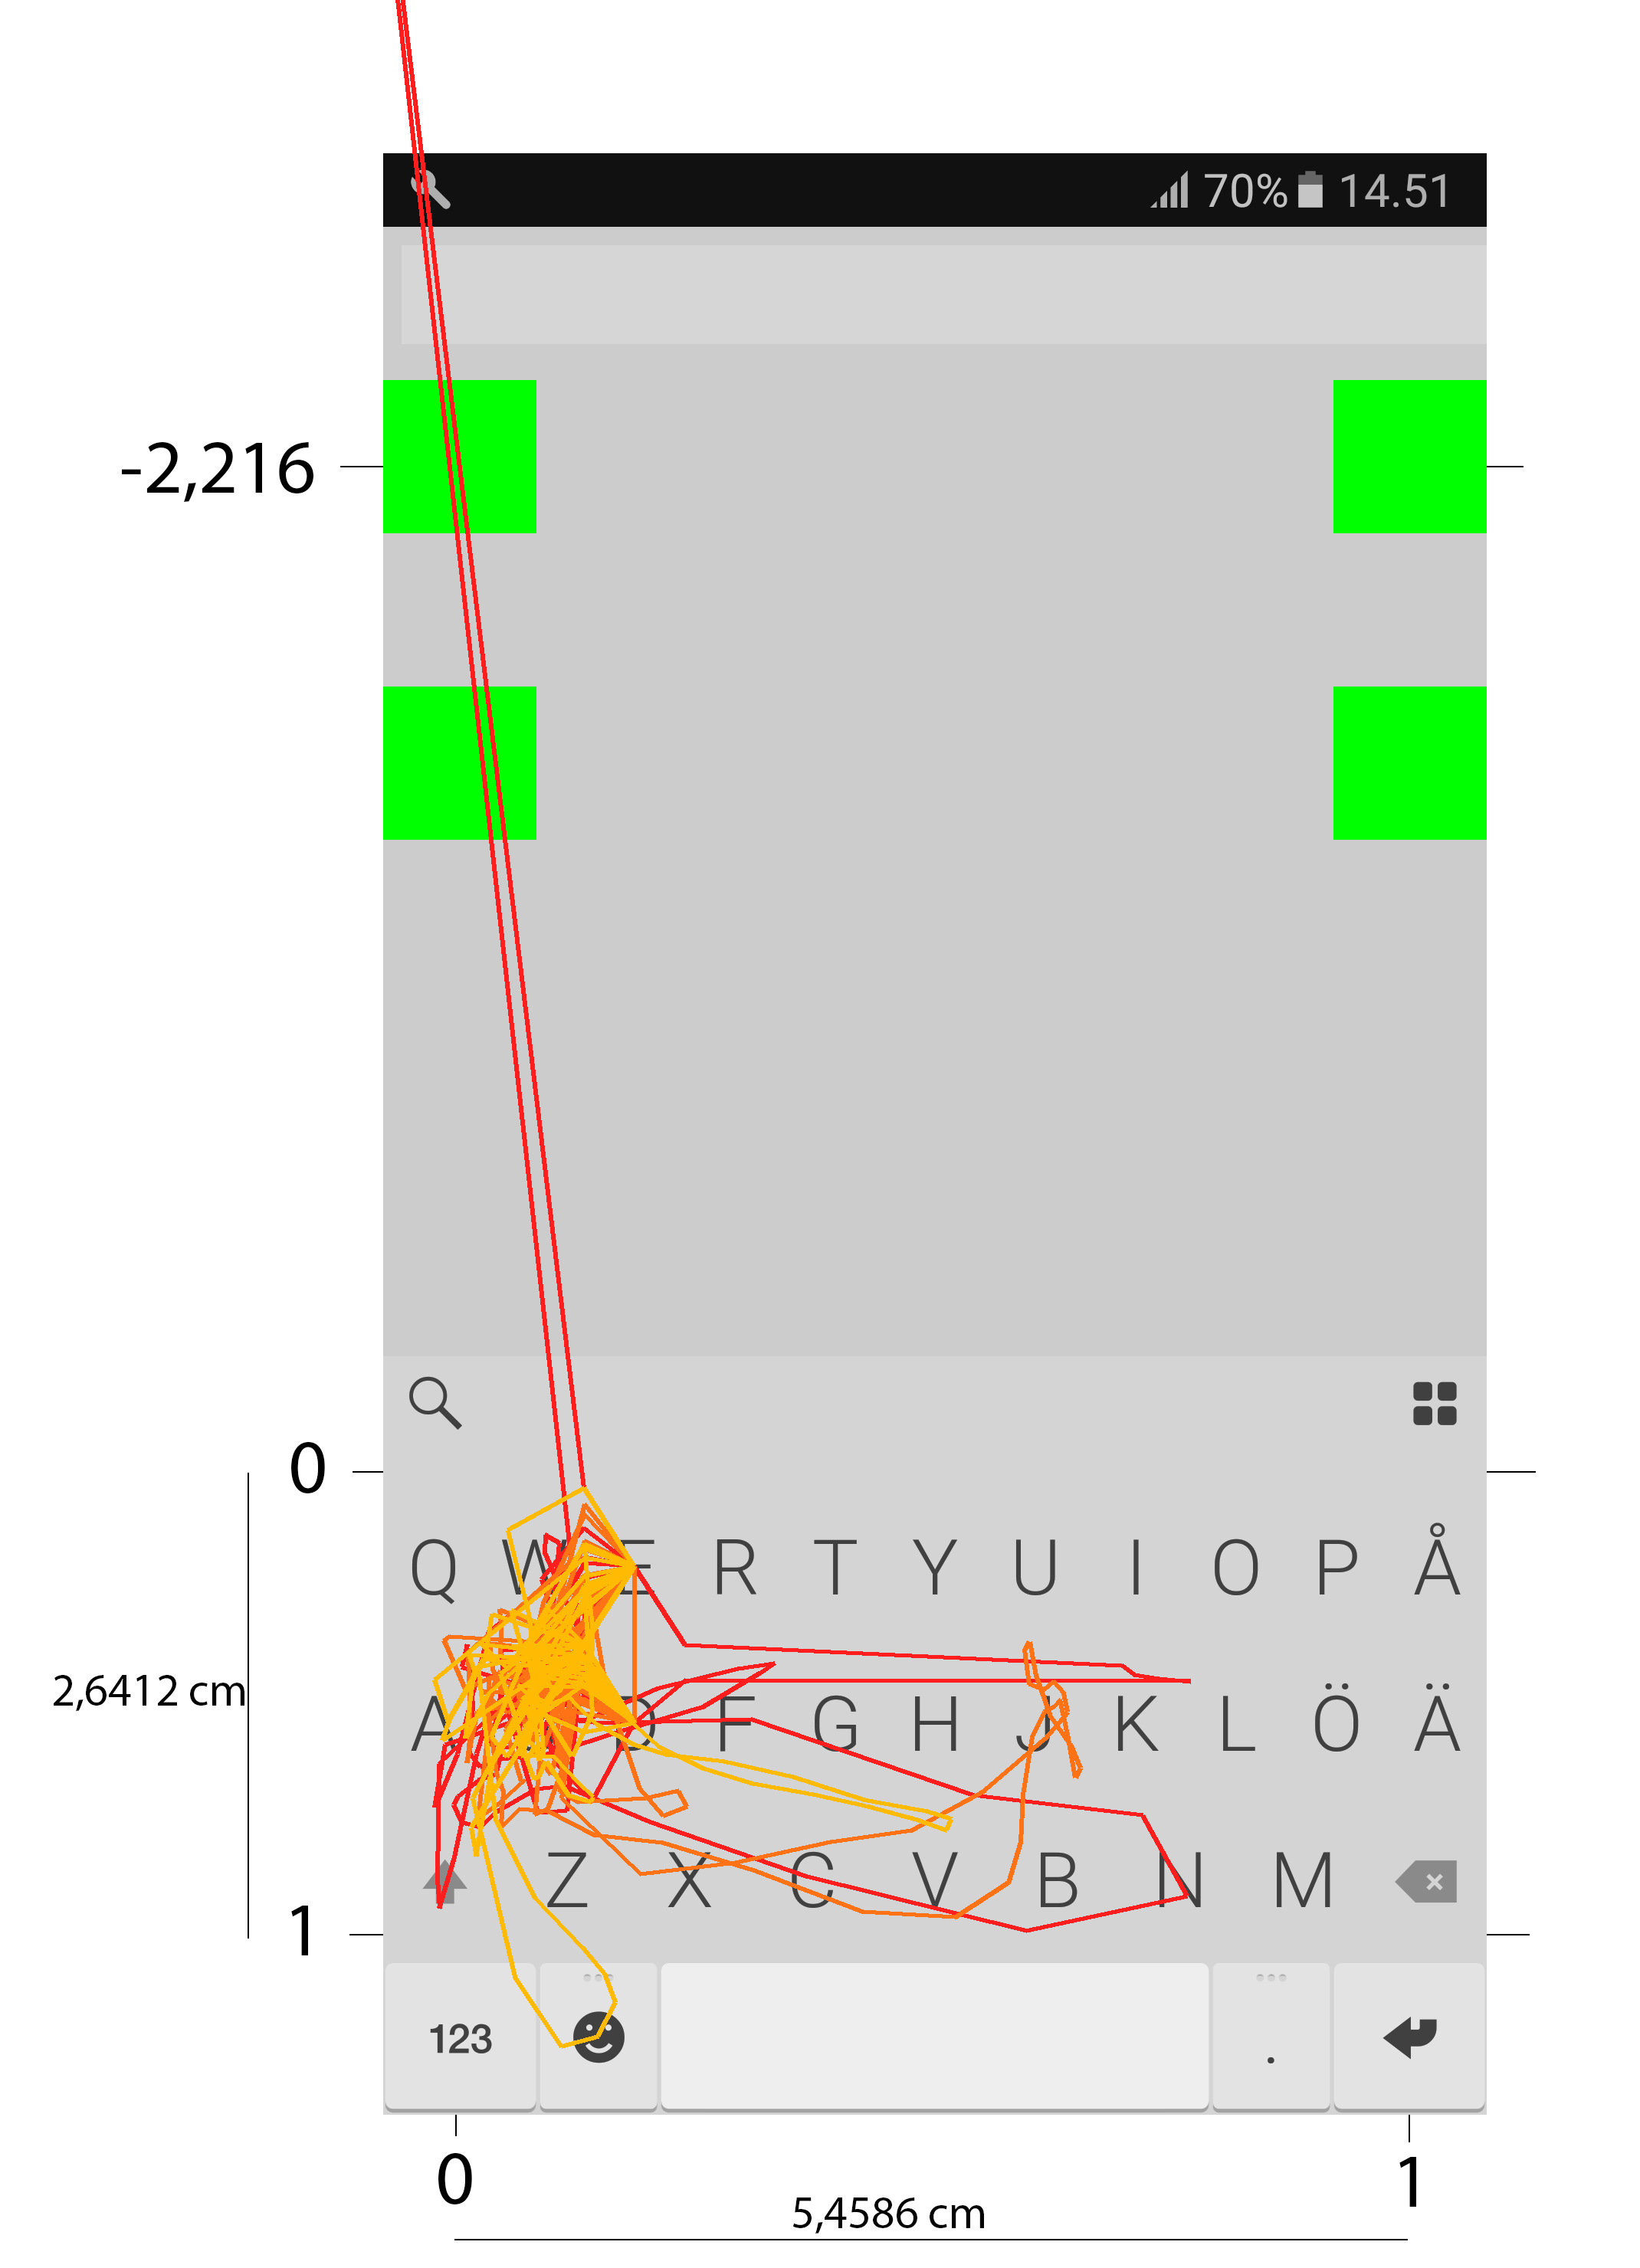 70% 14.51
-2,216
0
Q W E R T Y U I O P Å
2,6412 cm
A D F G H J K L Ö Ä
Z X C V B N M
1
123 .
0 1
5,4586 cm